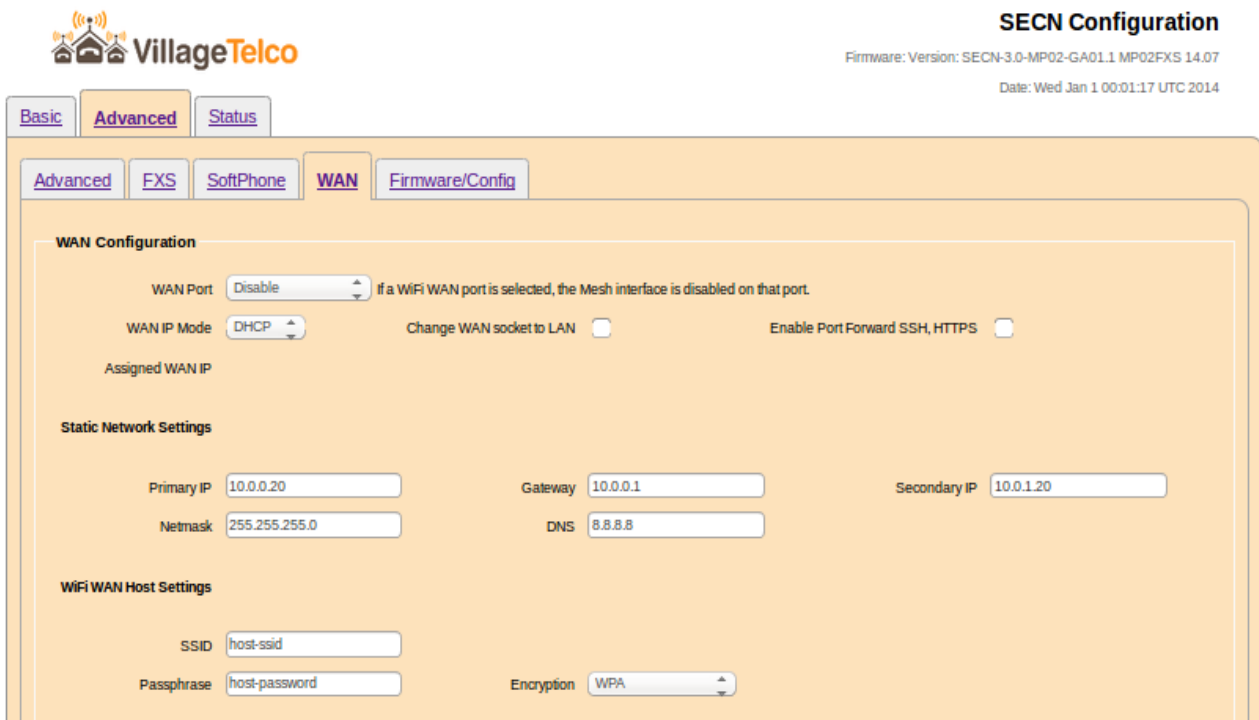 VillageTelco
SECN Configuration
Firmware: Version: SECN-3.0-MP02-GA01.1 MP02FXS 14.07
Date: Wed Jan 1 00:01:17 UTC 2014
Basic Advanced Status
Advanced FXS SoftPhone WAN Firmware/Config
WAN Configuration
WAN Port Disable If a WiFi WAN port is selected, the Mesh interface is disabled on that port.
WAN IP Mode DHCP Change WAN socket to LAN Enable Port Forward SSH, HTTPS
Assigned WAN IP
Static Network Settings
Primary IP 10.0.0.20 Gateway 10.0.0.1 Secondary IP 10.0.1.20
Netmask 255.255.255.0 DNS 8.8.8.8
WiFi WAN Host Settings
SSID host-ssid
Passphrase host-password Encryption WPA